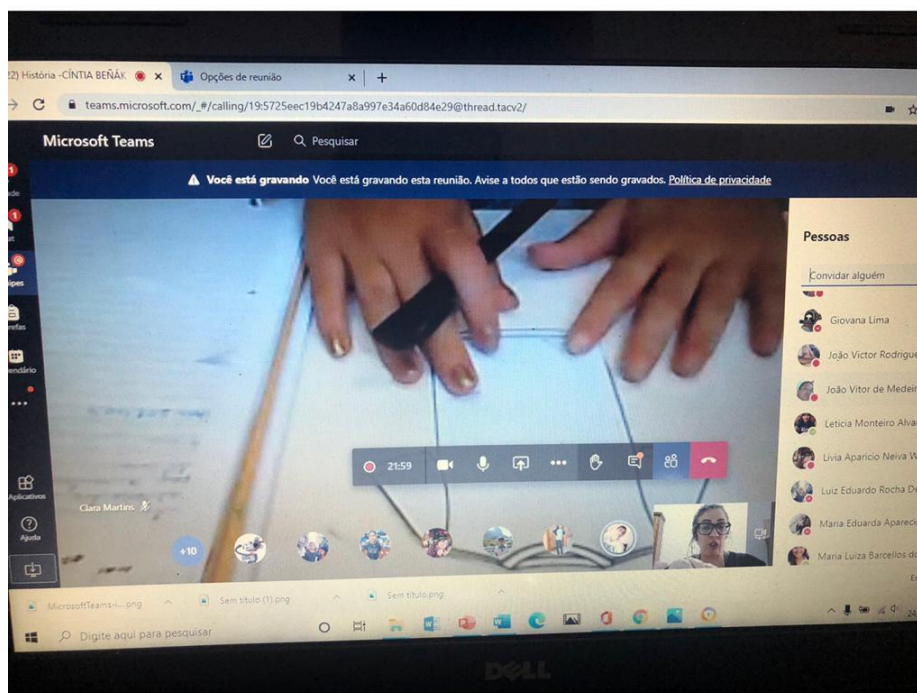 História -CÍNTIA BEÑÁK
Opções de reunião
teams.microsoft.com/_#/calling/19:5725eec19b4247a8a997e34a60d84e29@thread.tacv2/
Microsoft Teams
Pesquisar
Você está gravando Você está gravando esta reunião. Avise a todos que estão sendo gravados. Política de privacidade
Pessoas
Convidar alguém
Giovana Lima
João Victor Rodrigue
João Vitor de Medeir
Leticia Monteiro Alva
Livia Aparicio Neiva W
Luiz Eduardo Rocha De
Maria Eduarda Apareci
Maria Luiza Barcellos do
21:59
Clara Martins
+10
Aplicativos
Ajuda
MicrosoftTeams-i....png
Sem título (1).png
Sem título.png
Digite aqui para pesquisar
DELL